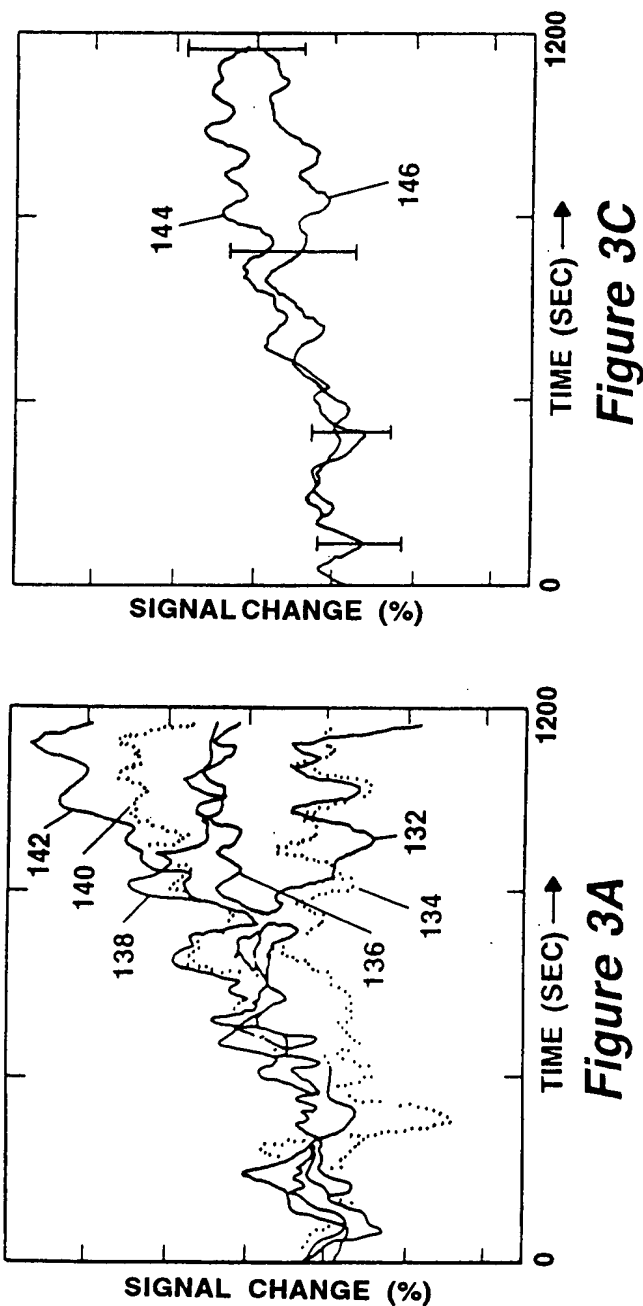 SIGNAL CHANGE (%)
142
140
138
136
134
132
0
1200
TIME (SEC)
Figure 3A
SIGNAL CHANGE (%)
144
146
0
1200
TIME (SEC)
Figure 3C